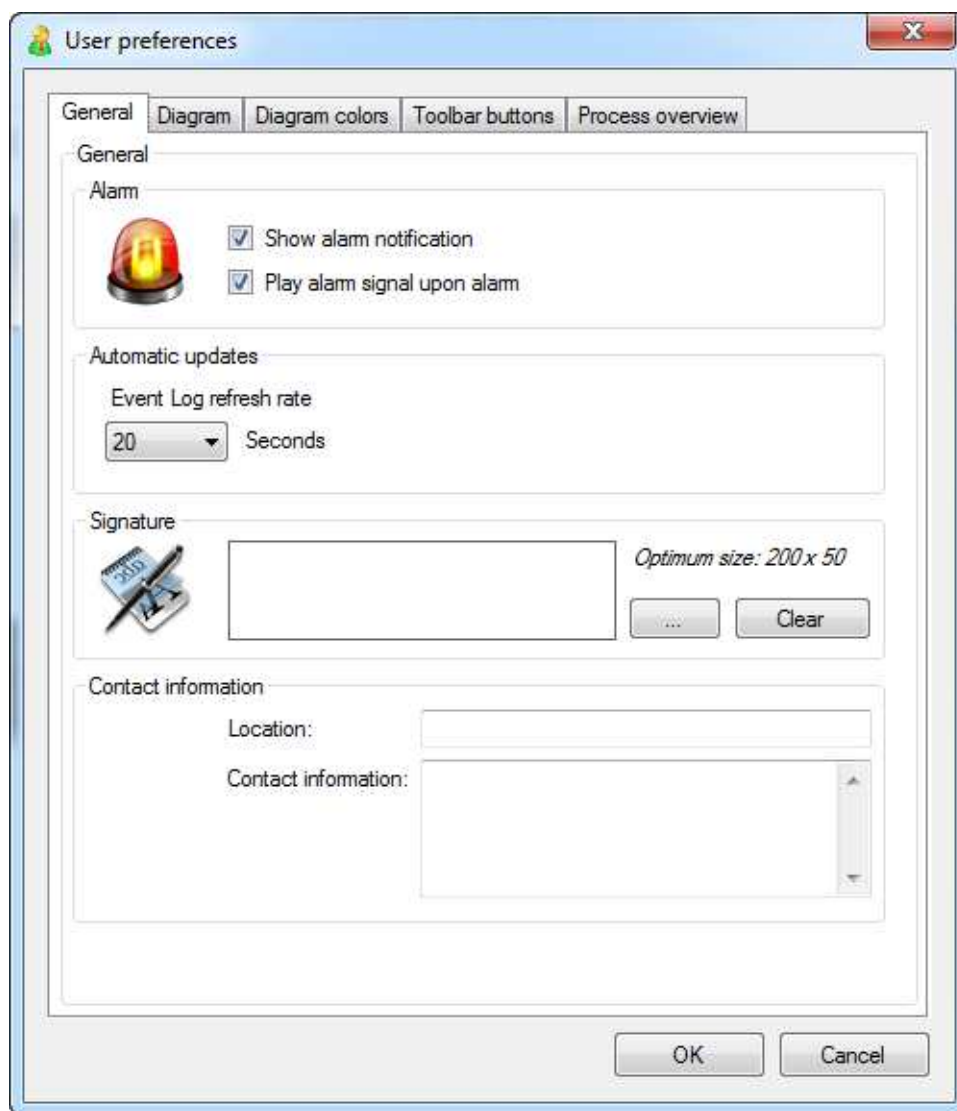 User preferences
General Diagram Diagram colors Toolbar buttons Process overview
General
Alarm
Show alarm notification
Play alarm signal upon alarm
Automatic updates
Event Log refresh rate
20 Seconds
Signature
Optimum size: 200 x 50
... Clear
Contact information
Location:
Contact information:
OK Cancel